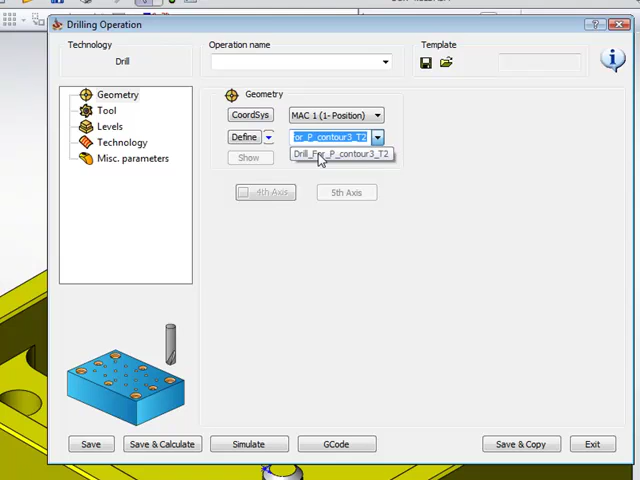 Drilling Operation
Technology
Operation name
Template
Drill
Geometry
Tool
Levels
Technology
Misc. parameters
Geometry
CoordSys
MAC 1 (1- Position)
Define
or_P_contour3_T2
Drill_For_P_contour3_T2
Show
4th Axis
5th Axis
Save
Save & Calculate
Simulate
GCode
Save & Copy
Exit